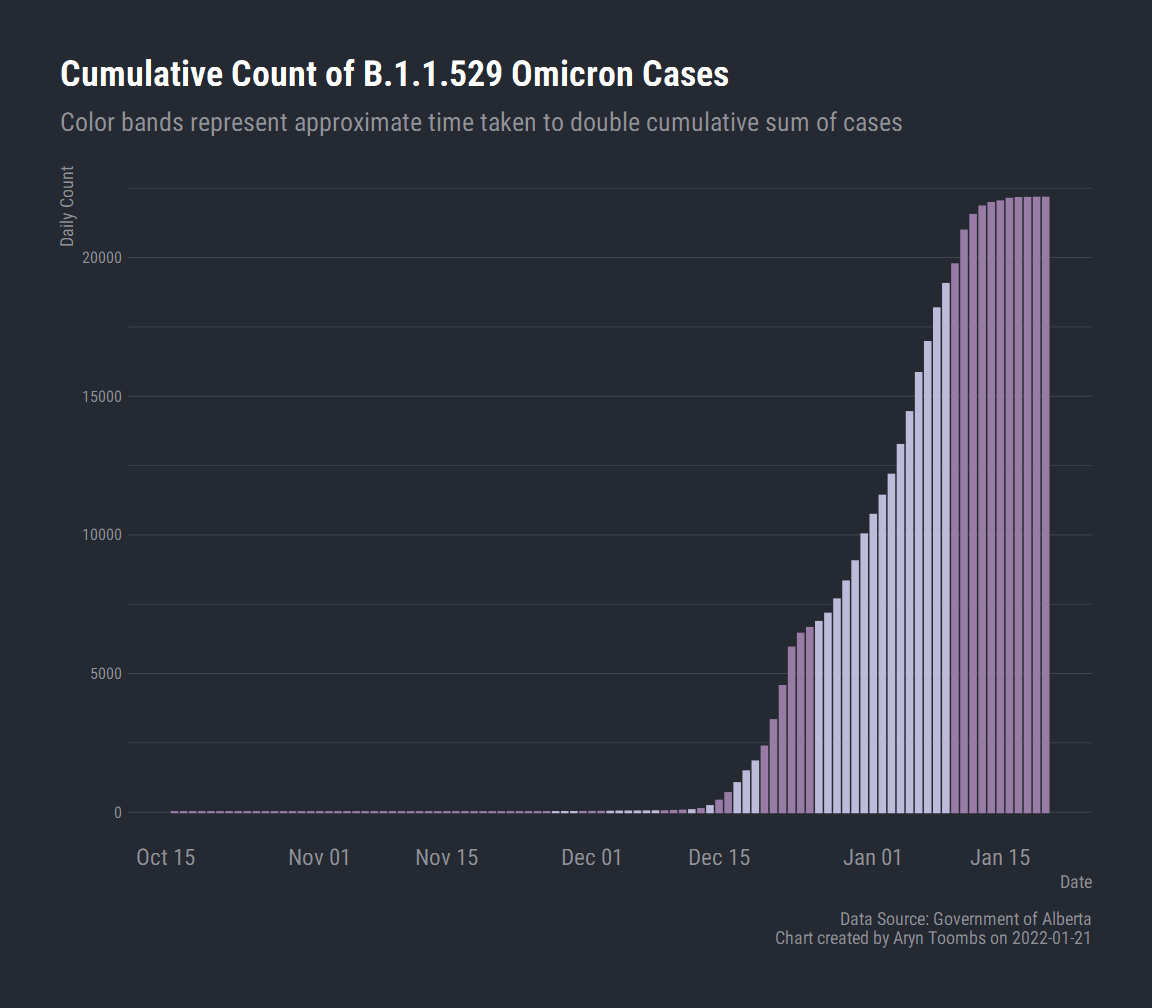 Cumulative Count of B.1.1.529 Omicron Cases
Color bands represent approximate time taken to double cumulative sum of cases
Daily Count
20000
15000
10000
5000
0
Oct 15 Nov 01 Nov 15 Dec 01 Dec 15 Jan 01 Jan 15
Date
Data Source: Government of Alberta
Chart created by Aryn Toombs on 2022-01-21